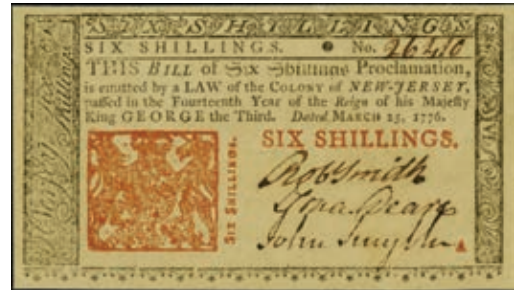 SIX SHILLINGS
SIX SHILLINGS. No. 26410
THIS BILL of Six Shillings Proclamation,
is emitted by a LAW of the COLONY of NEW-JERSEY,
passed in the Fourteenth Year of the Reign of his Majesty
King GEORGE the Third. Dated MARCH 25, 1776.
SIX SHILLINGS.
SIX SHILLINGS.
Rob Smith
John Smyth
A